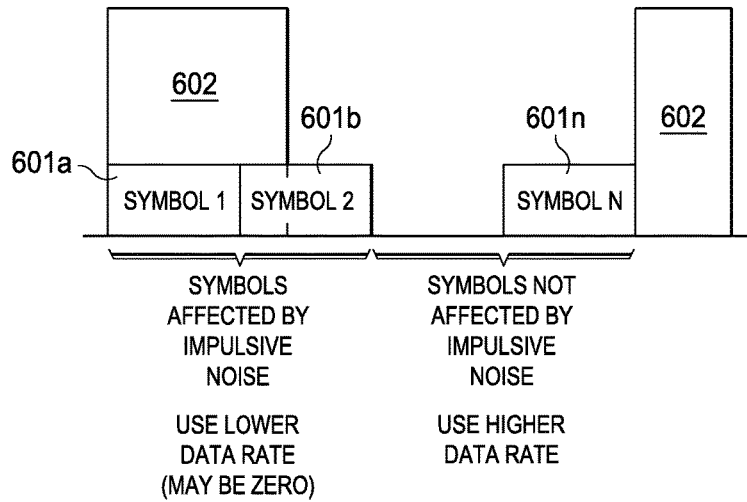 602
602
601b
601n
601a
SYMBOL 1
SYMBOL 2
SYMBOL N
SYMBOLS
AFFECTED BY
IMPULSIVE
NOISE
USE LOWER
DATA RATE
(MAY BE ZERO)
SYMBOLS NOT
AFFECTED BY
IMPULSIVE
NOISE
USE HIGHER
DATA RATE